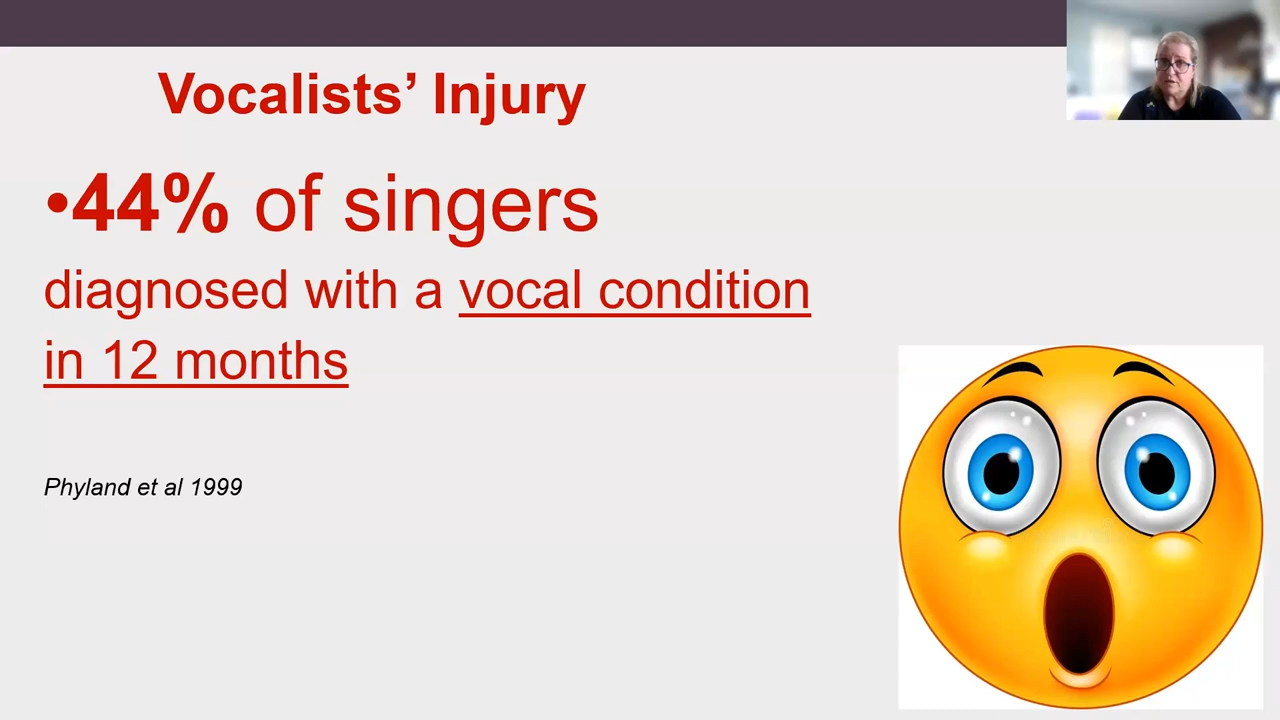 Vocalists’ Injury
•44% of singers
diagnosed with a vocal condition
in 12 months
Phyland et al 1999